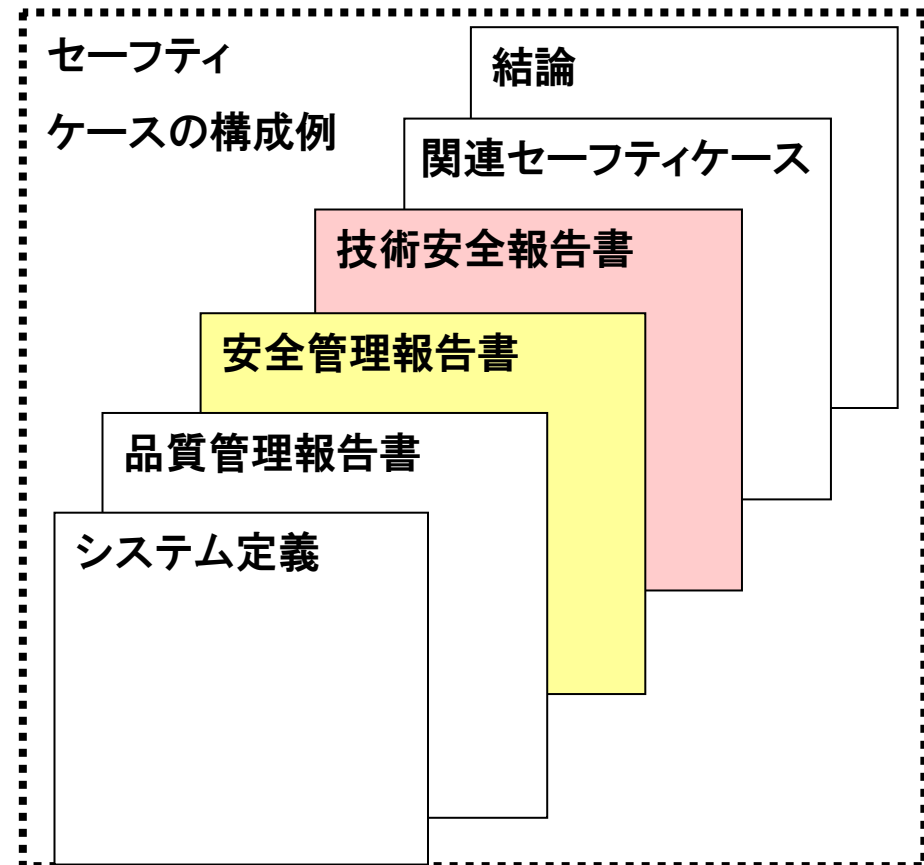 セーフティ
ケースの構成例
結論
関連セーフティケース
技術安全報告書
安全管理報告書
品質管理報告書
システム定義